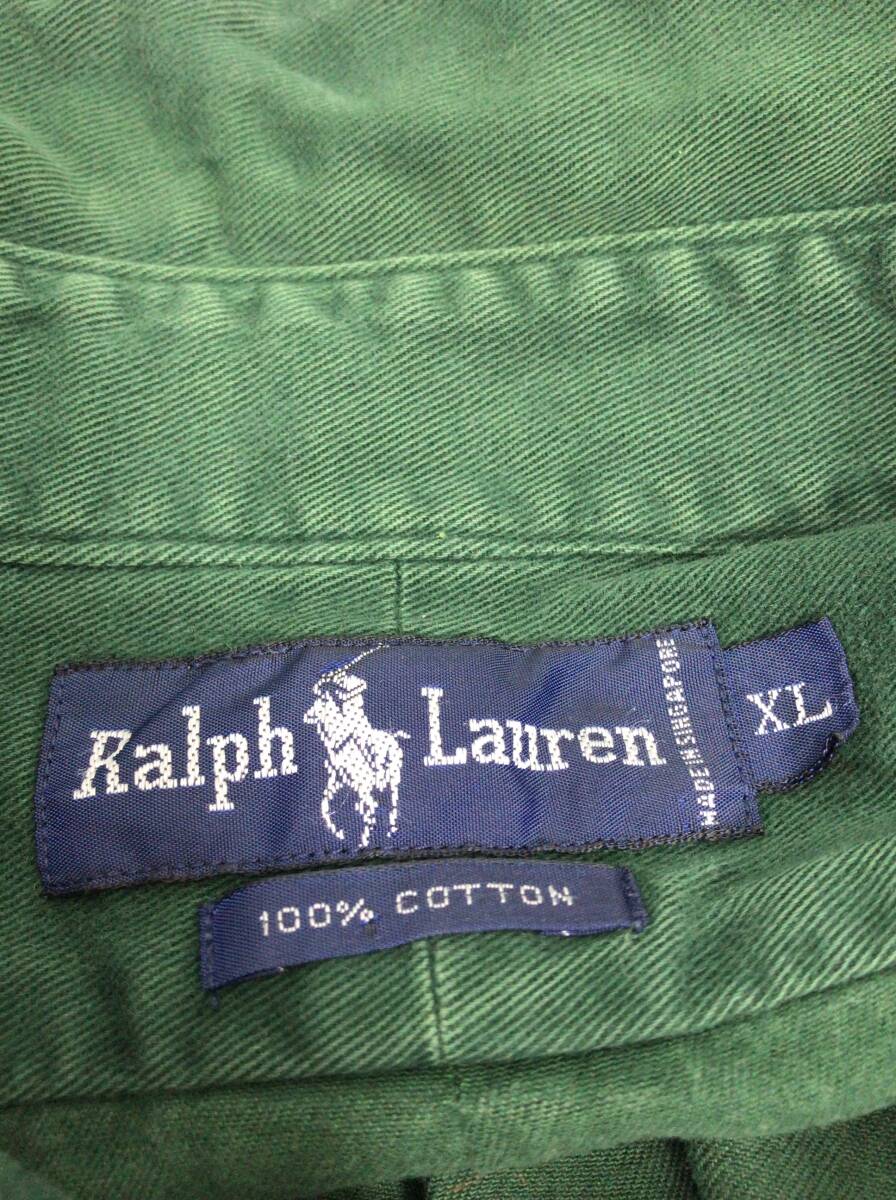 Ralph Lauren
MADE IN SINGAPORE
XL
100% COTTON